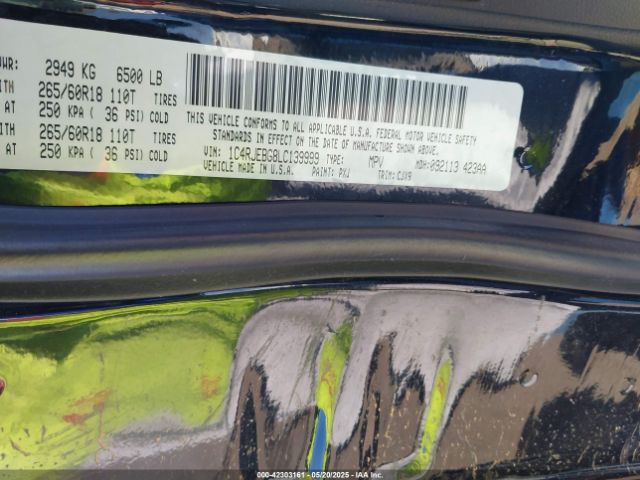 WR: 2949 KG 6500 LB
ITH 265/60R18 110T TIRES
AT 250 KPA ( 36 PSI) COLD
ITH 265/60R18 110T TIRES
AT 250 KPA ( 36 PSI) COLD
THIS VEHICLE CONFORMS TO ALL APPLICABLE U.S.A. FEDERAL MOTOR VEHICLE SAFETY
STANDARDS IN EFFECT ON THE DATE OF MANUFACTURE SHOWN ABOVE.
VIN: 1C4RJEBG8LC139999 TYPE: MPV MDH:092113 423AA
VEHICLE MADE IN U.S.A. PAINT: PXJ TRIM: CJX9
000-42303161 - 05/20/2025 - IAA Inc.